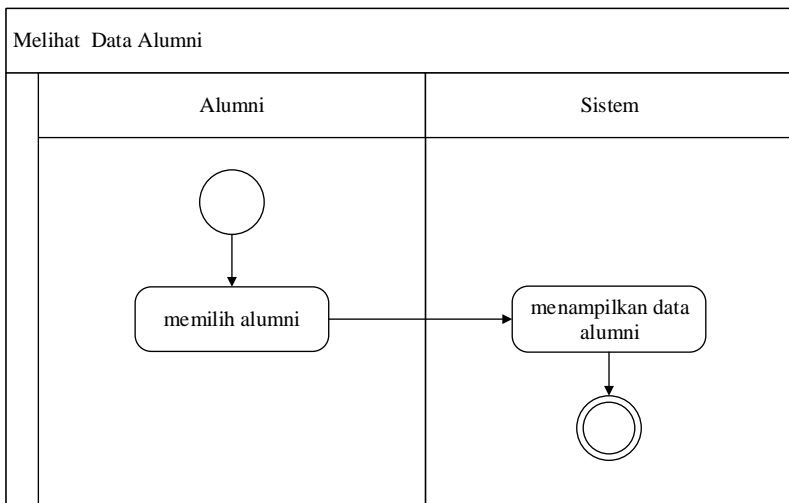 Melihat  Data Alumni
Alumni
Sistem
memilih alumni
menampilkan data
alumni